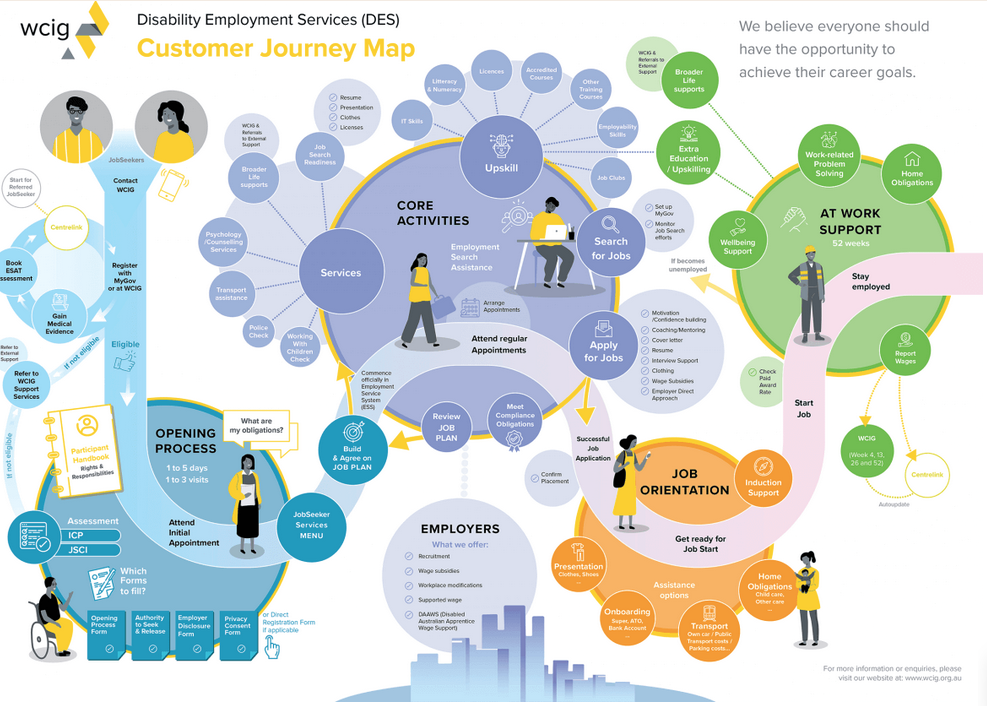 wcig
Disability Employment Services (DES)
Customer Journey Map
We believe everyone should
have the opportunity to
achieve their career goals.
JobSeekers
Contact
WCIG
Start for
Referred
JobSeeker
Centrelink
Book
ESAT
Gain
Medical
Evidence
Register
with
MyGov
or at WCIG
If not eligible
Eligible
Refer to
External
Support
Refer to
WCIG
Support
Services
If not eligible
Participant
Handbook
Rights &
Responsibilities
OPENING
PROCESS
1 to 5 days
1 to 3 visits
What are
my obligations?
Attend
Initial
Appointment
Assessment
ICP
JSCI
Which
Forms
to fill?
Opening
Process
Form
Authority
to Seek
& Release
Employer
Disclosure
Form
Privacy
Consent
Form
or Direct
Registration Form
if applicable
JobSeeker
Services
MENU
Build
& Agree on
JOB PLAN
Commence
officially in
Employment
Service
System
(ESS)
CORE
ACTIVITIES
Employment
Search
Assistance
Arrange
Appointments
Attend regular
Appointments
Services
Job
Search
Readiness
Resume
Presentation
Clothes
Licenses
WCIG
& Referrals
to External
Support
Broader
Life
supports
Psychology
/Counselling
Services
Transport
assistance
Police
Check
Working
With
Children
Check
Upskill
IT Skills
Litteracy
& Numeracy
Licences
Accredited
Courses
Other
Training
Courses
Employability
Skills
Job Clubs
Search
for Jobs
Set up
MyGov
Monitor
Job Search
efforts
Apply
for Jobs
Motivation
/Confidence building
Coaching/Mentoring
Cover letter
Resume
Interview Support
Clothing
Wage Subsidies
Employer Direct
Approach
Review
JOB
PLAN
Meet
Compliance
Obligations
EMPLOYERS
What we offer:
Recruitment
Wage subsidies
Workplace modifications
Supported wage
DAAWS (Disabled
Australian Apprentice
Wage Support)
Successful
Job
Application
Confirm
Placement
JOB
ORIENTATION
Induction
Support
Get ready for
Job Start
Assistance
options
Presentation
Clothes, Shoes
...
Onboarding
Super, ATO,
Bank Account
...
Transport
Own car / Public
Transport costs /
Parking costs...
Home
Obligations
Child care,
Other care
...
Start
Job
Check
Paid
Award
Rate
AT WORK
SUPPORT
52 weeks
Stay
employed
If becomes
unemployed
WCIG &
Referrals to
External
Support
Broader
Life
supports
Extra
Education
/ Upskilling
Wellbeing
Support
Work-related
Problem
Solving
Home
Obligations
Report
Wages
WCIG
(Week 4, 13,
26 and 52)
Centrelink
Autoupdate
For more information or enquiries, please
visit our website at: www.wcig.org.au